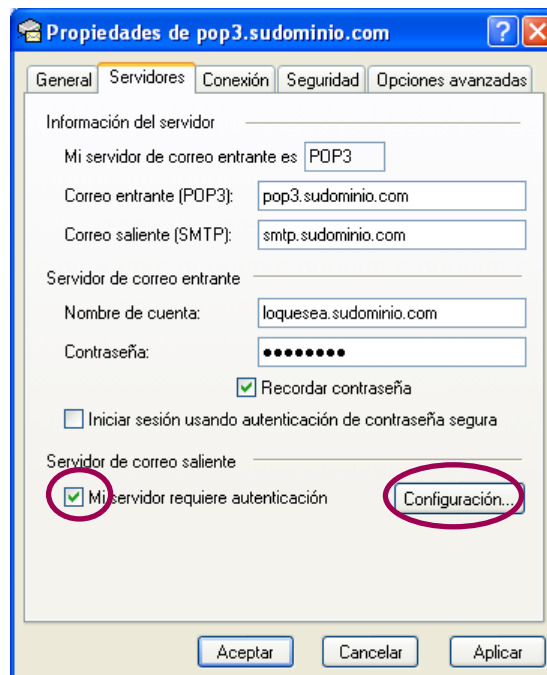 Propiedades de pop3.sudominio.com
General Servidores Conexión Seguridad Opciones avanzadas
Información del servidor
Mi servidor de correo entrante es POP3
Correo entrante (POP3): pop3.sudominio.com
Correo saliente (SMTP): smtp.sudominio.com
Servidor de correo entrante
Nombre de cuenta: loquesea.sudominio.com
Contraseña: ●●●●●●●●
Recordar contraseña
Iniciar sesión usando autenticación de contraseña segura
Servidor de correo saliente
Mi servidor requiere autenticación Configuración...
Aceptar Cancelar Aplicar